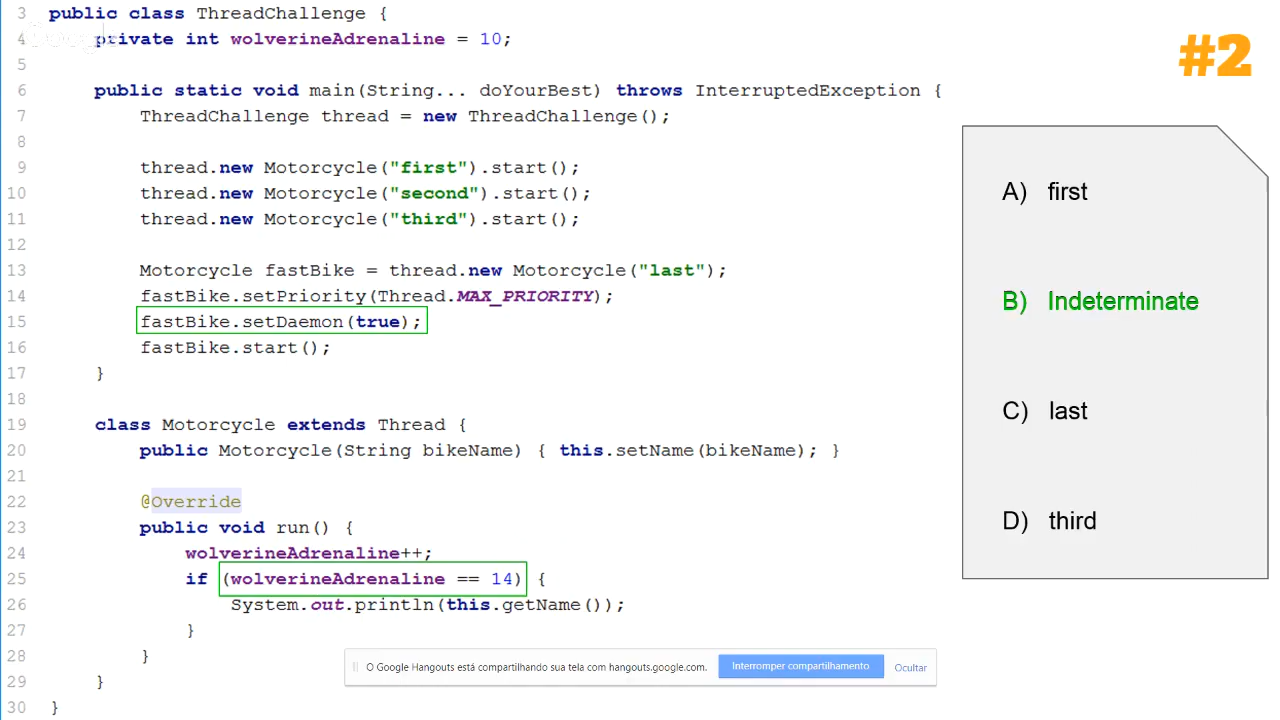 3 public class ThreadChallenge {
4 private int wolverineAdrenaline = 10;
5
6 public static void main(String... doYourBest) throws InterruptedException {
7 ThreadChallenge thread = new ThreadChallenge();
8
9 thread.new Motorcycle("first").start();
10 thread.new Motorcycle("second").start();
11 thread.new Motorcycle("third").start();
12
13 Motorcycle fastBike = thread.new Motorcycle("last");
14 fastBike.setPriority(Thread.MAX_PRIORITY);
15 fastBike.setDaemon(true);
16 fastBike.start();
17 }
18
19 class Motorcycle extends Thread {
20 public Motorcycle(String bikeName) { this.setName(bikeName); }
21
22 @Override
23 public void run() {
24 wolverineAdrenaline++;
25 if (wolverineAdrenaline == 14) {
26 System.out.println(this.getName());
27 }
28 }
29 }
30 }
#2
A) first
B) Indeterminate
C) last
D) third
O Google Hangouts está compartilhando sua tela com hangouts.google.com.
Interromper compartilhamento
Ocultar